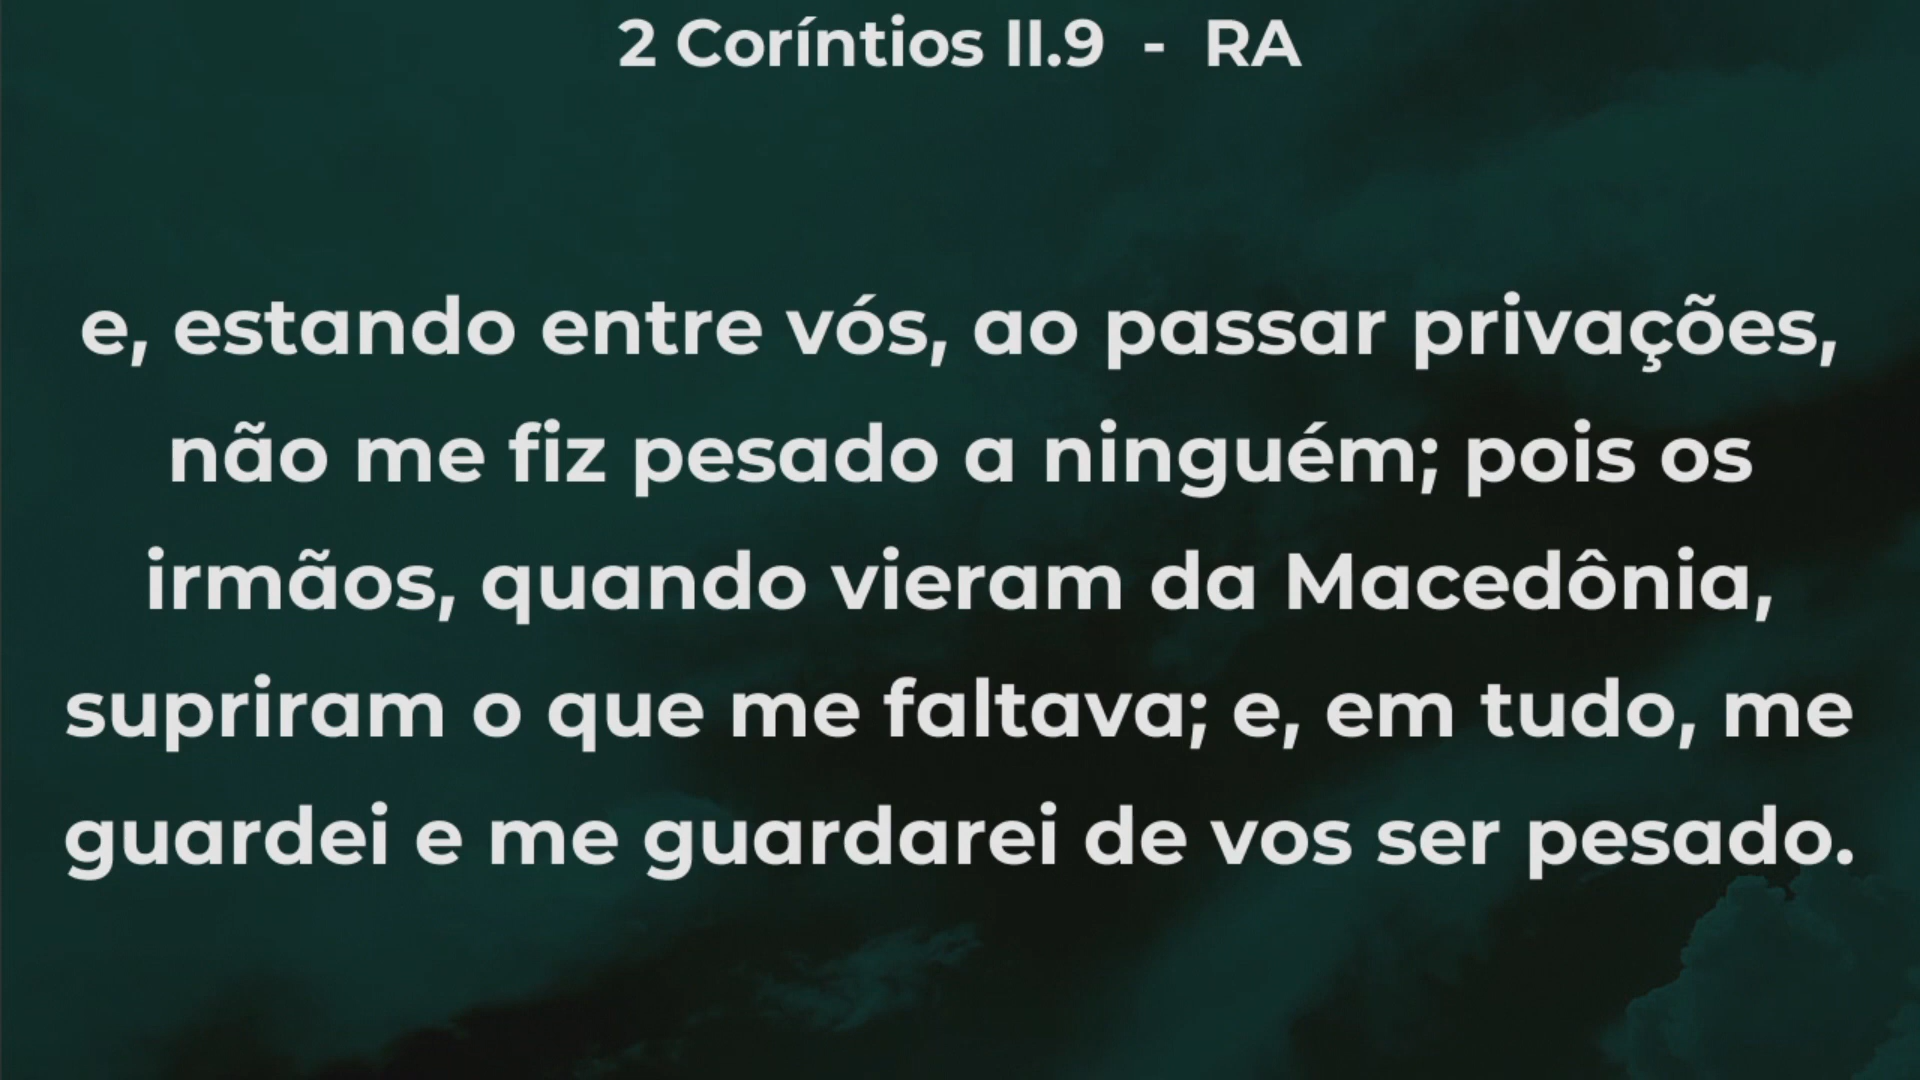 2 Coríntios II.9 - RA
e, estando entre vós, ao passar privações,
não me fiz pesado a ninguém; pois os
irmãos, quando vieram da Macedônia,
supriram o que me faltava; e, em tudo, me
guardei e me guardarei de vos ser pesado.